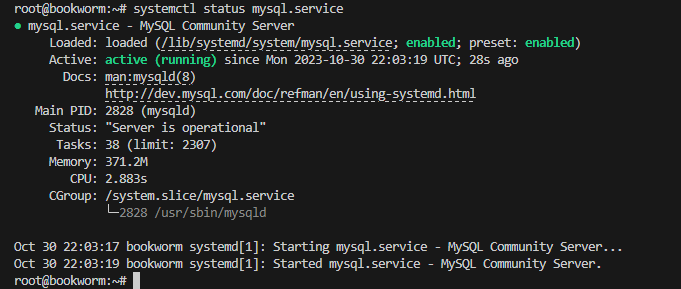 root@bookworm:~# systemctl status mysql.service
● mysql.service - MySQL Community Server
Loaded: loaded (/lib/systemd/system/mysql.service; enabled; preset: enabled)
Active: active (running) since Mon 2023-10-30 22:03:19 UTC; 28s ago
Docs: man:mysqld(8)
http://dev.mysql.com/doc/refman/en/using-systemd.html
Main PID: 2828 (mysqld)
Status: "Server is operational"
Tasks: 38 (limit: 2307)
Memory: 371.2M
CPU: 2.883s
CGroup: /system.slice/mysql.service
└─2828 /usr/sbin/mysqld
Oct 30 22:03:17 bookworm systemd[1]: Starting mysql.service - MySQL Community Server...
Oct 30 22:03:19 bookworm systemd[1]: Started mysql.service - MySQL Community Server.
root@bookworm:~#